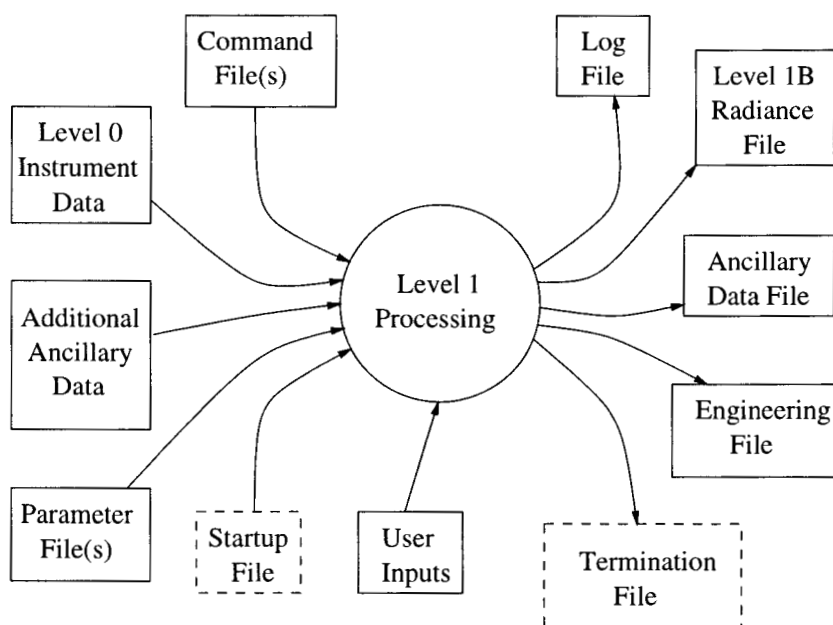 Command
File(s)
Log
File
Level 1B
Radiance
File
Level 0
Instrument
Data
Level 1
Processing
Ancillary
Data File
Additional
Ancillary
Data
Engineering
File
Parameter
File(s)
Startup
File
User
Inputs
Termination
File